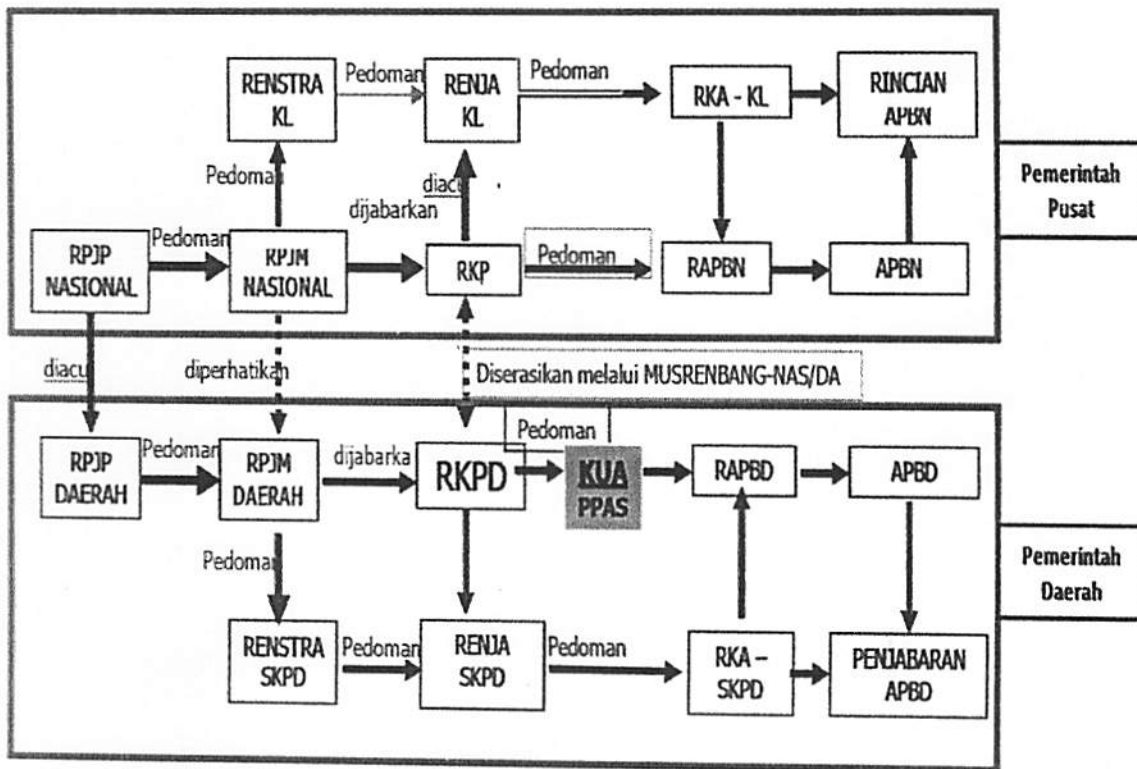 RENSTRA
KL
Pedoman
RENJA
KL
Pedoman
RKA - KL
RINCIAN
APBN
Pemerintah
Pusat
Pedoman
diacu
dijabarkan
RPJP
NASIONAL
Pedoman
RPJM
NASIONAL
RKP
Pedoman
RAPBN
APBN
diacu
diperhatikan
Diserasikan melalui MUSRENBANG-NAS/DA
RPJP
DAERAH
Pedoman
RPJM
DAERAH
dijabarka
RKPD
Pedoman
KUA
PPAS
RAPBD
APBD
Pemerintah
Daerah
Pedoman
RENSTRA
SKPD
Pedoman
RENJA
SKPD
Pedoman
RKA –
SKPD
PENJABARAN
APBD